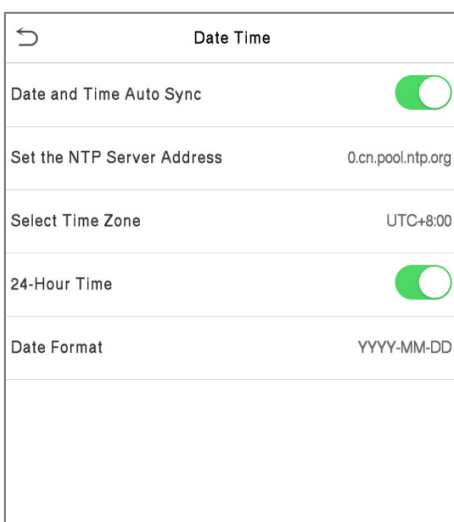 Date Time
Date and Time Auto Sync
Set the NTP Server Address 0.cn.pool.ntp.org
Select Time Zone UTC+8:00
24-Hour Time
Date Format YYYY-MM-DD